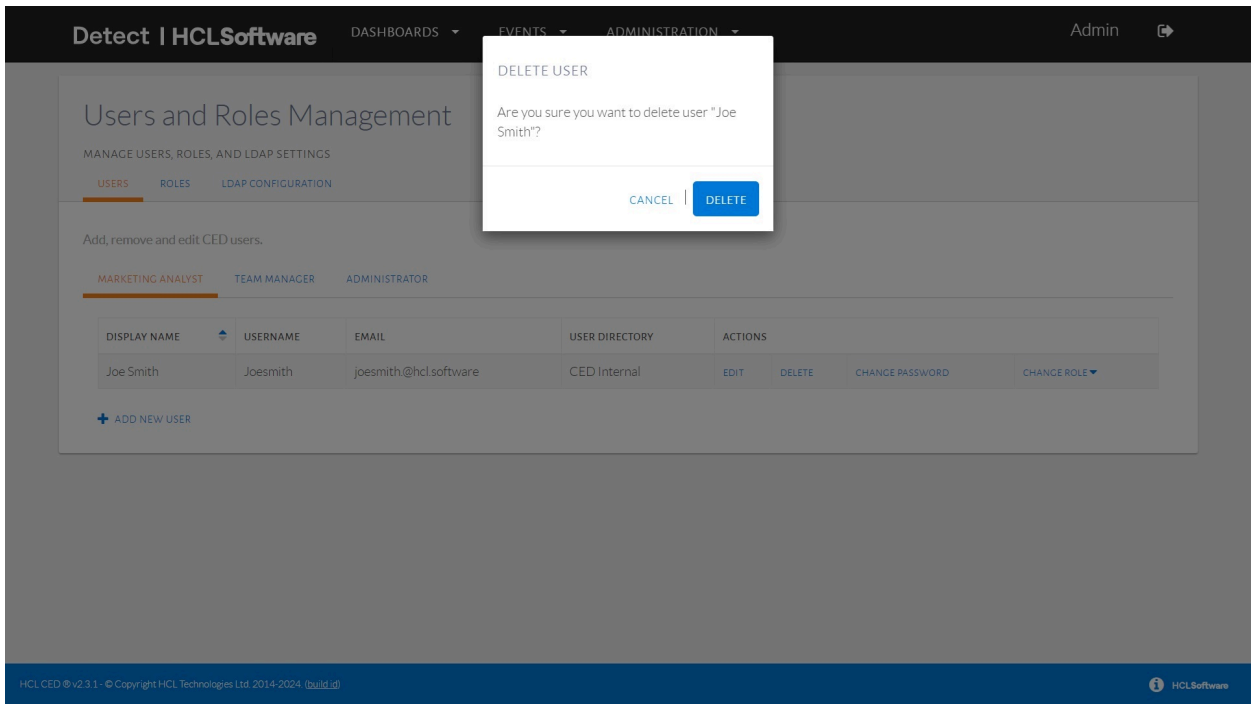 Detect | HCLSoftware DASHBOARDS EVENTS ADMINISTRATION Admin
DELETE USER
Are you sure you want to delete user "Joe
Smith"?
CANCEL DELETE
Users and Roles Management
MANAGE USERS, ROLES, AND LDAP SETTINGS
USERS ROLES LDAP CONFIGURATION
Add, remove and edit CED users.
MARKETING ANALYST TEAM MANAGER ADMINISTRATOR
DISPLAY NAME USERNAME EMAIL USER DIRECTORY ACTIONS
Joe Smith Joesmith joesmith.@hcl.software CED Internal EDIT DELETE CHANGE PASSWORD CHANGE ROLE
ADD NEW USER
HCL CED ® v2.3.1 - © Copyright HCL Technologies Ltd. 2014-2024. (build id) HCLSoftware